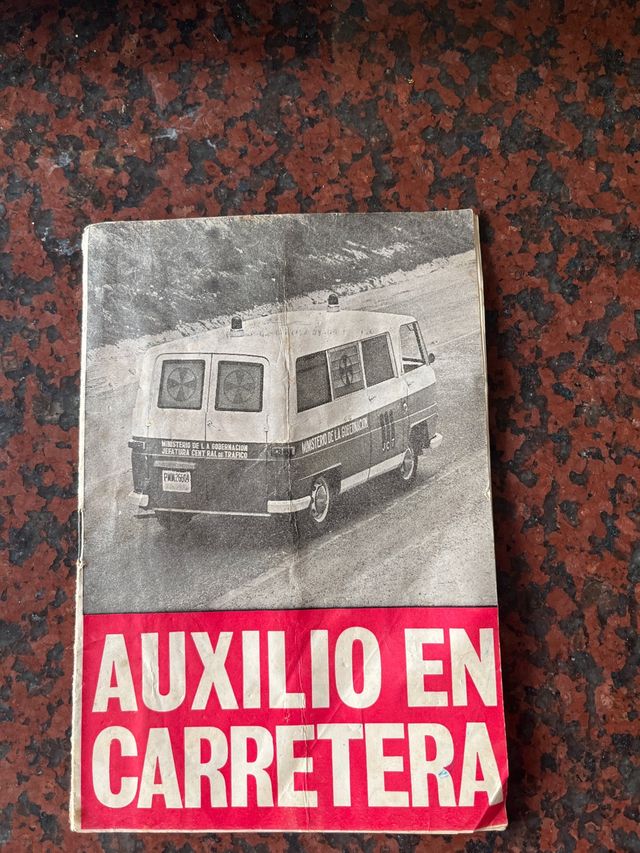 MINISTERIO DE LA GOBERNACION
JEFATURA CENTRAL DE TRAFICO
MINISTERIO DE LA GOBERNACION
AUXILIO EN
CARRETERA